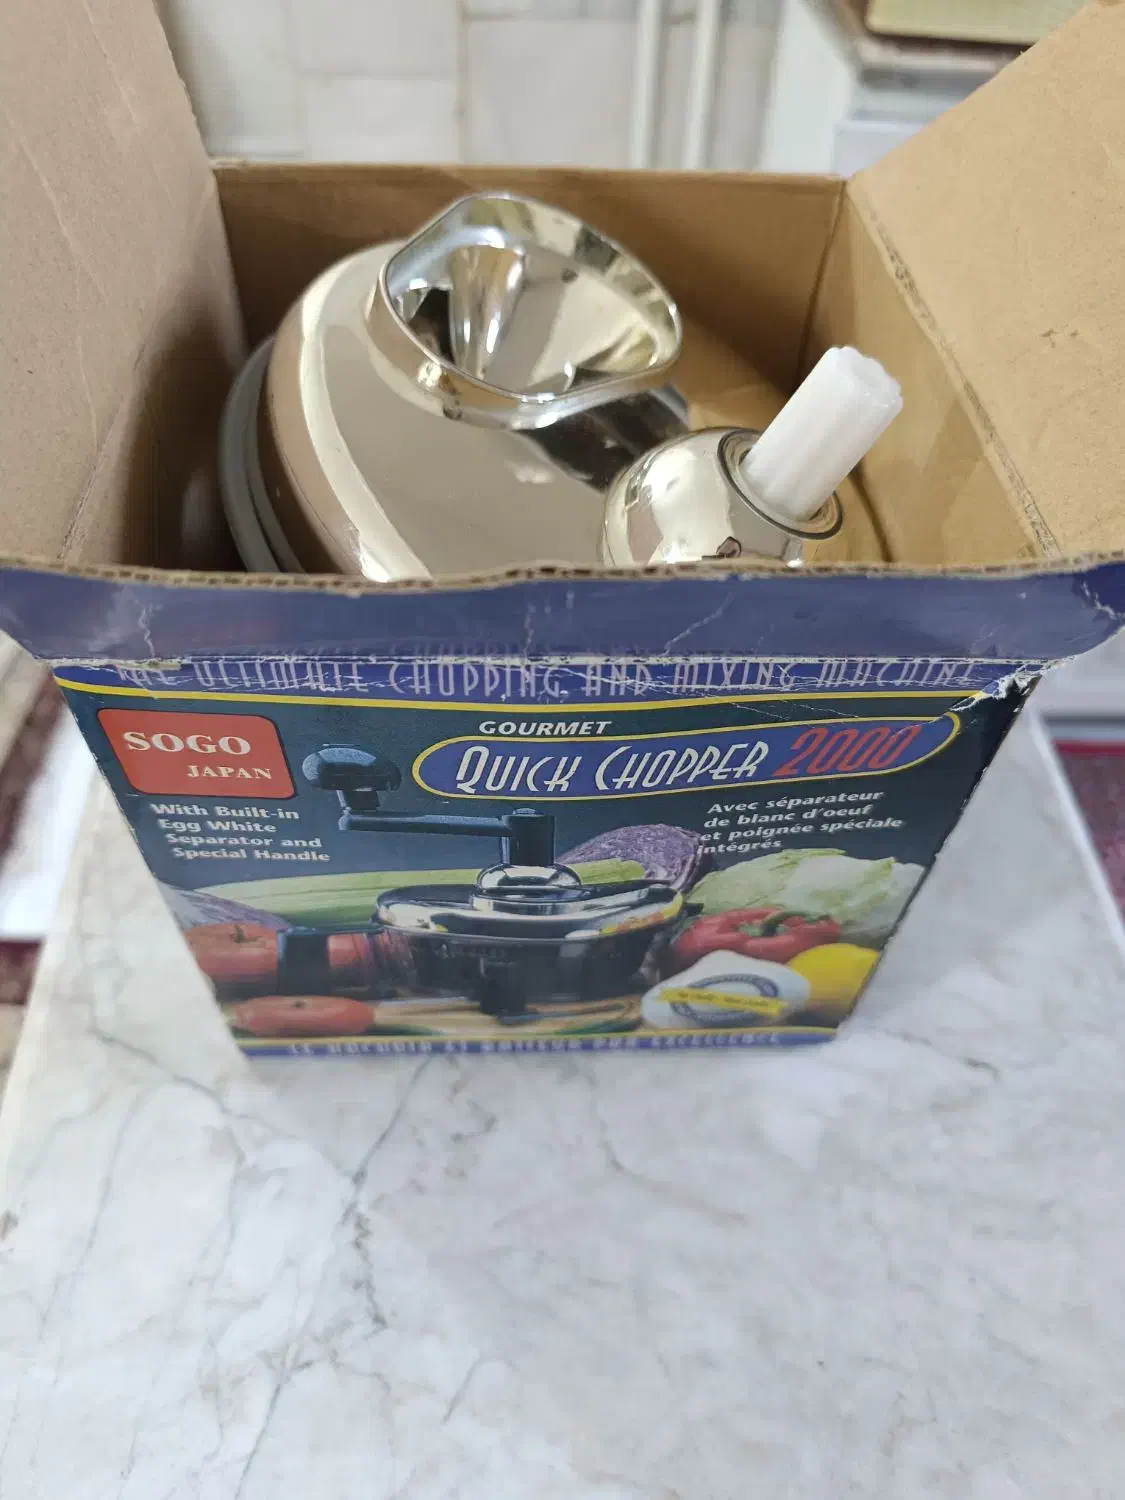 THE ULTIMATE CHOPPING AND MIXING MACHINE
SOGO
JAPAN
GOURMET
QUICK CHOPPER 2000
With Built-in
Egg White
Separator and
Special Handle
Avec séparateur
de blanc d'oeuf
et poignée spéciale
intégrés